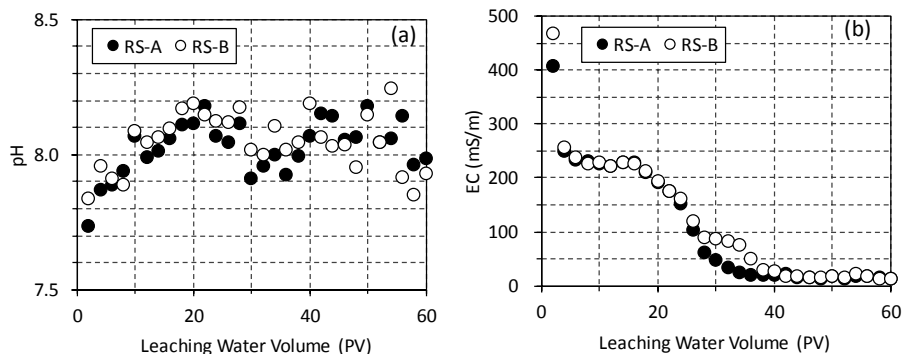 8.5
(a)
RS-A RS-B
8.0
pH
7.5
0 20 40 60
Leaching Water Volume (PV)
500
(b)
RS-A RS-B
400
300
EC (mS/m)
200
100
0
0 20 40 60
Leaching Water Volume (PV)